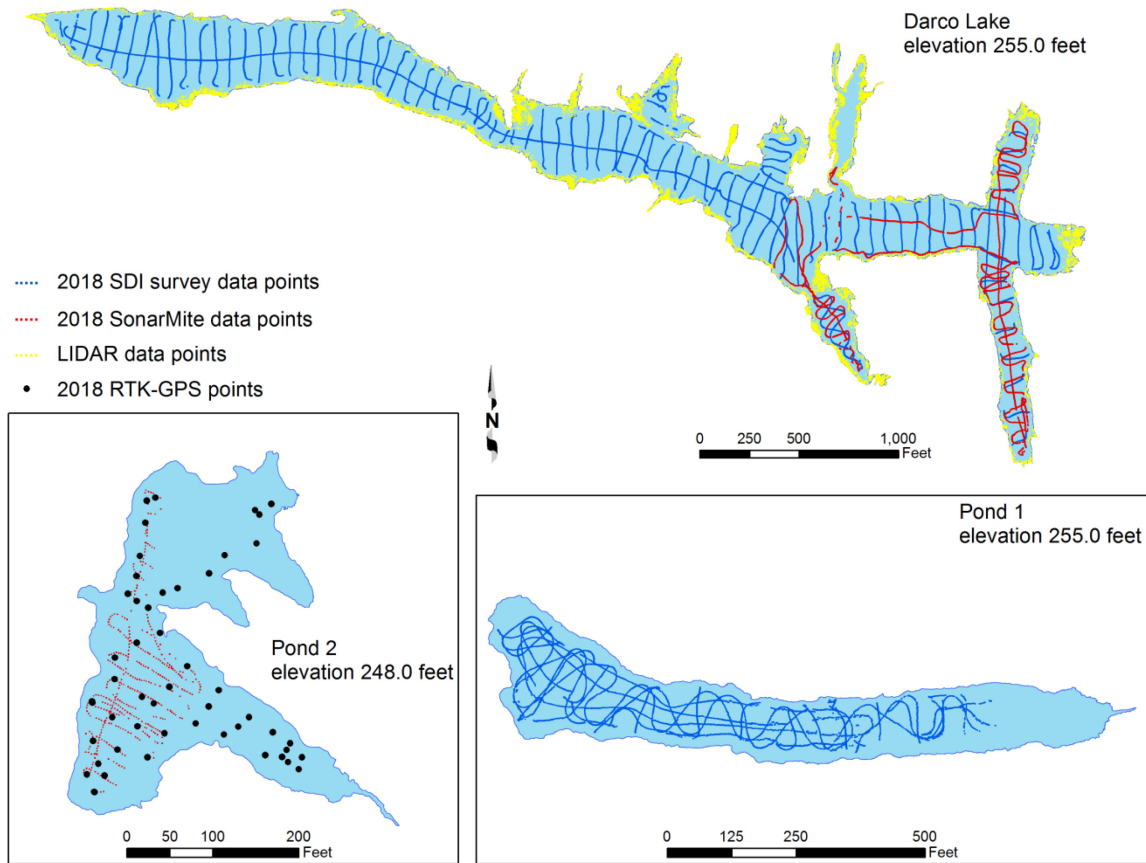 Darco Lake
elevation 255.0 feet
2018 SDI survey data points
2018 SonarMite data points
LIDAR data points
2018 RTK-GPS points
N
0 250 500 1,000
Feet
Pond 2
elevation 248.0 feet
0 50 100 200
Feet
Pond 1
elevation 255.0 feet
0 125 250 500
Feet